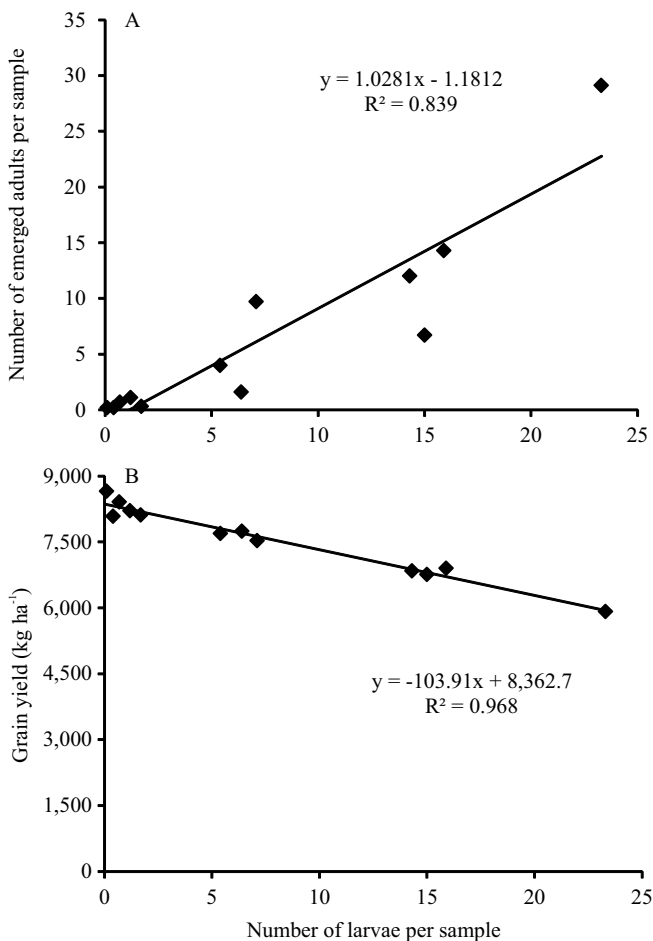 A
35
30
25
20
15
10
5
0
Number of emerged adults per sample
y = 1.0281x - 1.1812
R² = 0.839
0 5 10 15 20 25
B
9,000
7,500
6,000
4,500
3,000
1,500
0
Grain yield (kg ha⁻¹)
y = -103.91x + 8,362.7
R² = 0.968
0 5 10 15 20 25
Number of larvae per sample